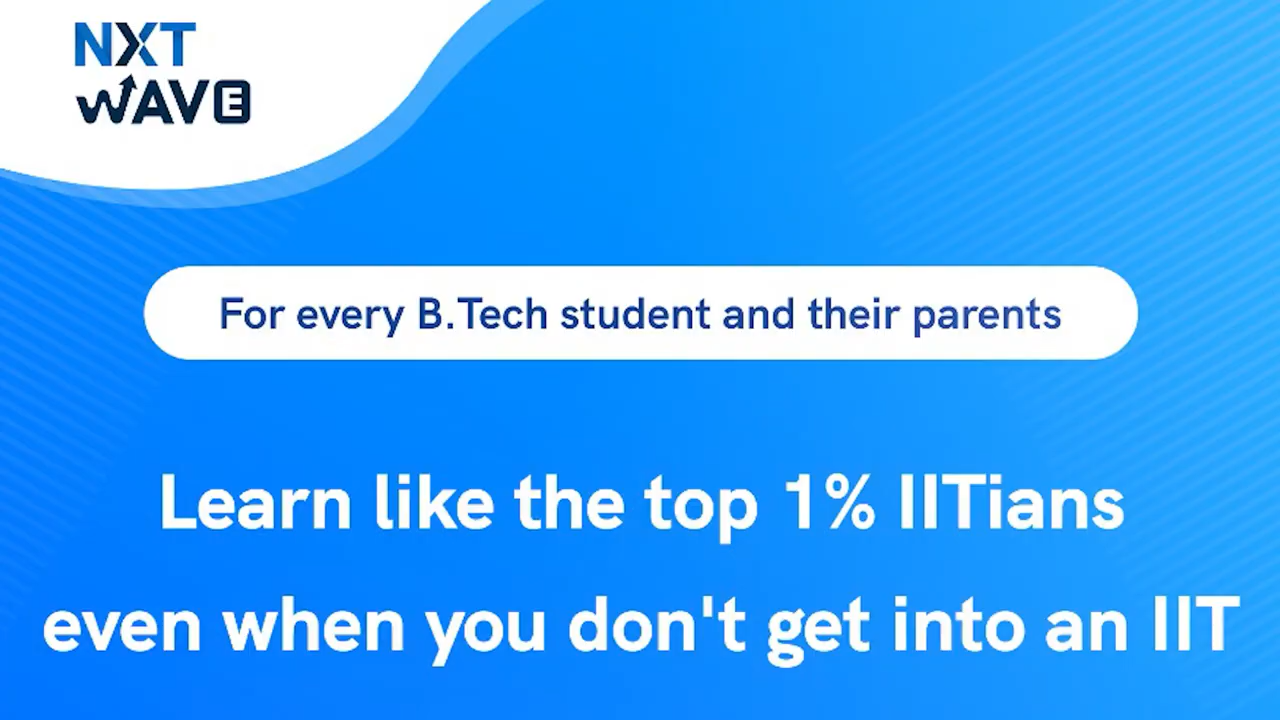 NXT
WAVE
For every B.Tech student and their parents
Learn like the top 1% IITians
even when you don't get into an IIT